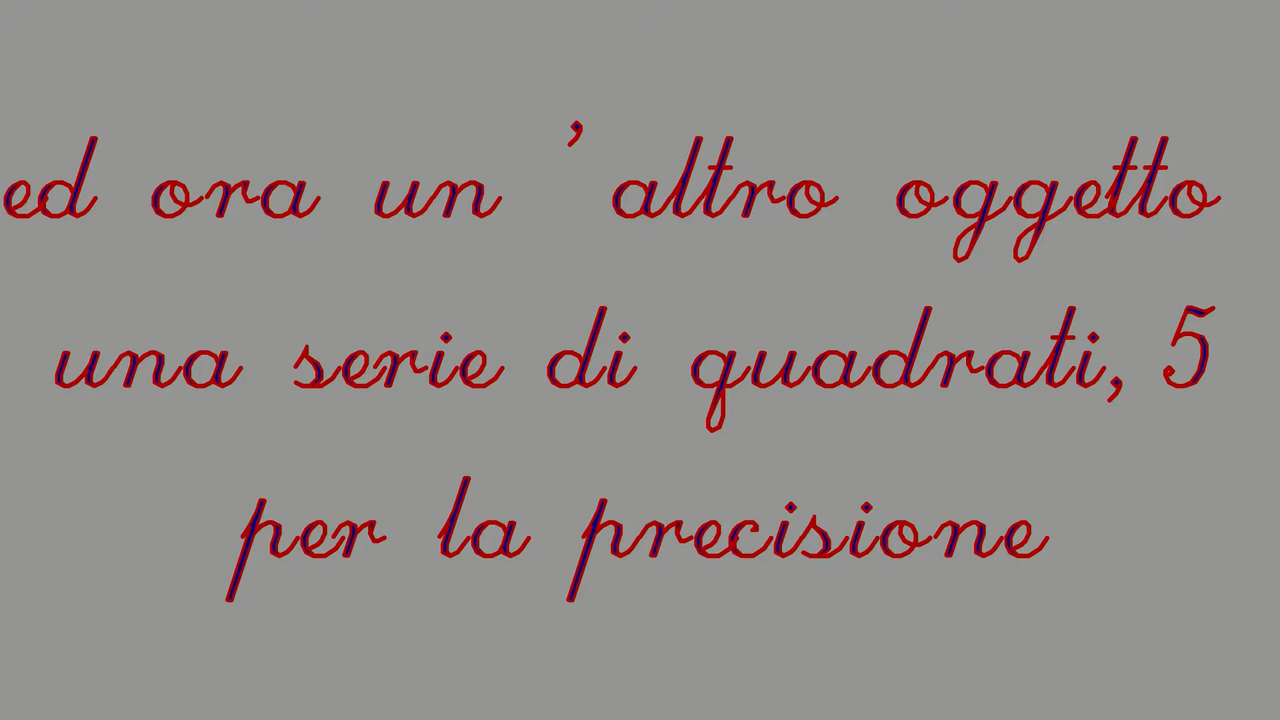 ed ora un ' altro oggetto
una serie di quadrati, 5
per la precisione